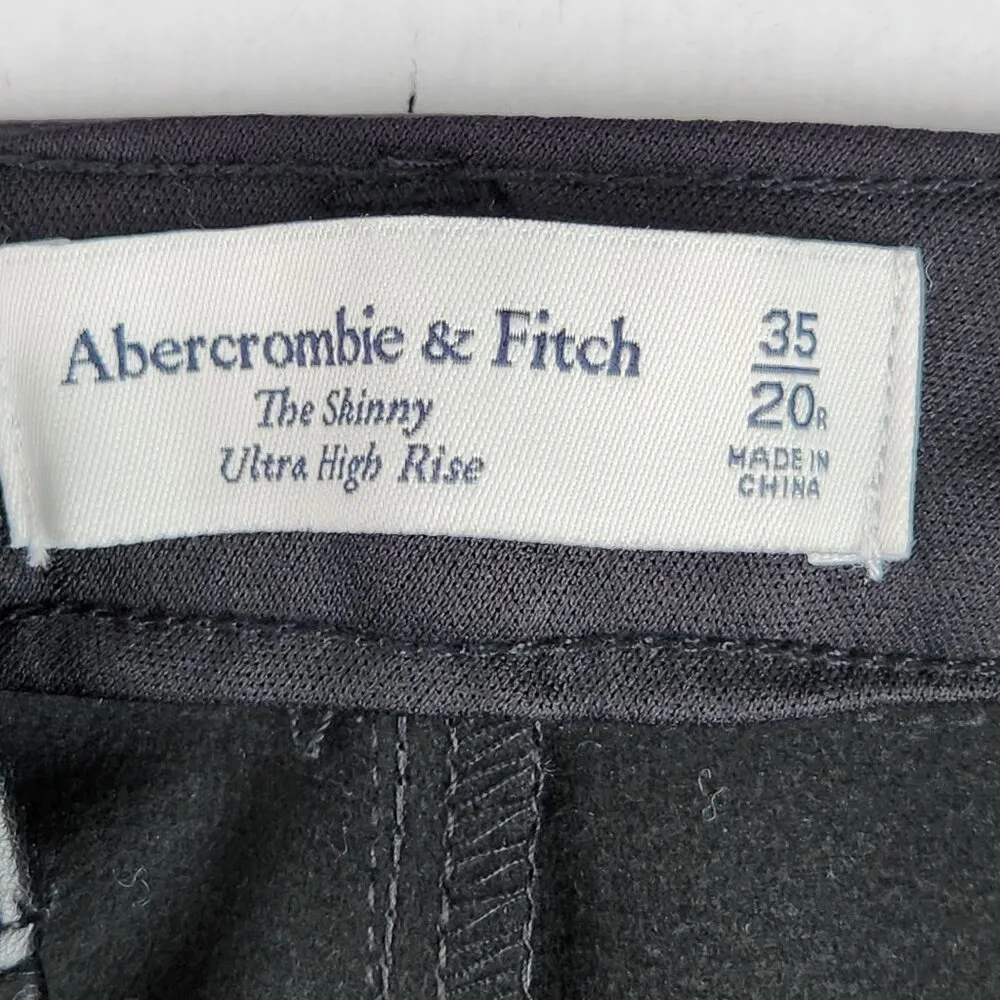 Abercrombie & Fitch
The Skinny
Ultra High Rise
35
20R
MADE IN
CHINA